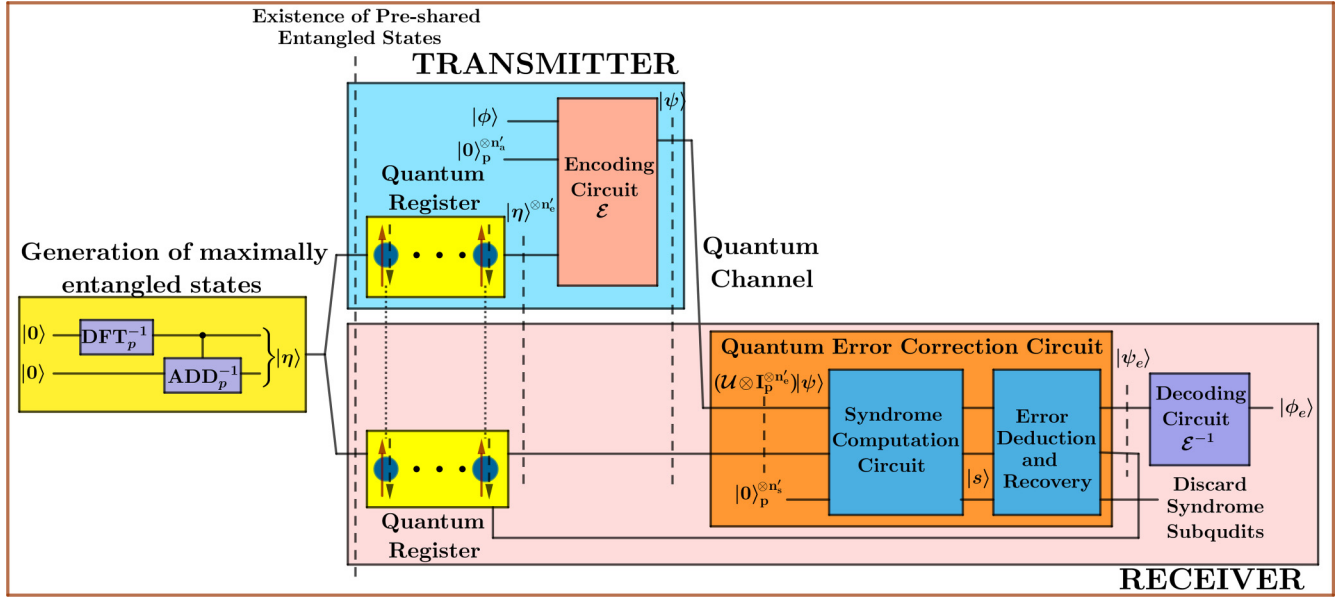 Existence of Pre-shared
Entangled States
TRANSMITTER
|ϕ⟩
|0⟩ₚ^{⊗n′ₐ}
Quantum
Register
|η⟩^{⊗n′ₑ}
Encoding
Circuit
ℰ
|ψ⟩
Quantum
Channel
Generation of maximally
entangled states
|0⟩
DFTₚ⁻¹
|0⟩
ADDₚ⁻¹
|η⟩
Quantum Error Correction Circuit
(𝒰 ⊗ Iₚ^{⊗n′ₑ})|ψ⟩
|0⟩ₚ^{⊗n′ₛ}
Syndrome
Computation
Circuit
|s⟩
Error
Deduction
and
Recovery
|ψₑ⟩
Decoding
Circuit
ℰ⁻¹
|ϕₑ⟩
Discard
Syndrome
Subqudits
Quantum
Register
RECEIVER